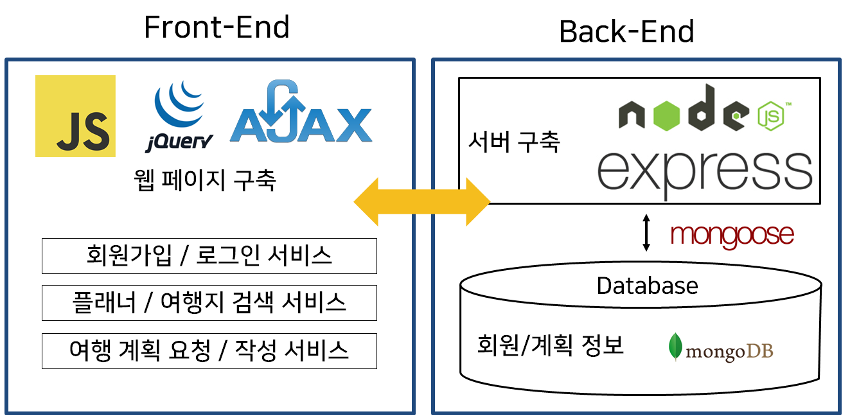 Front-End
JS
jQuery
AJAX
웹 페이지 구축
회원가입 / 로그인 서비스
플래너 / 여행지 검색 서비스
여행 계획 요청 / 작성 서비스
Back-End
서버 구축
node
JS™
express
mongoose
Database
회원/계획 정보
mongoDB